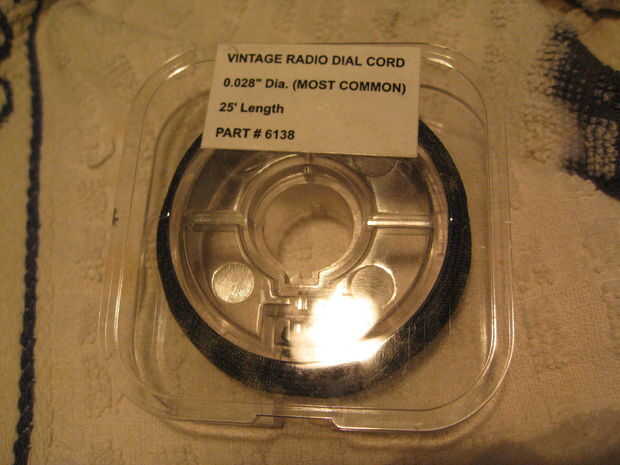 VINTAGE RADIO DIAL CORD
0.028" Dia. (MOST COMMON)
25' Length
PART # 6138